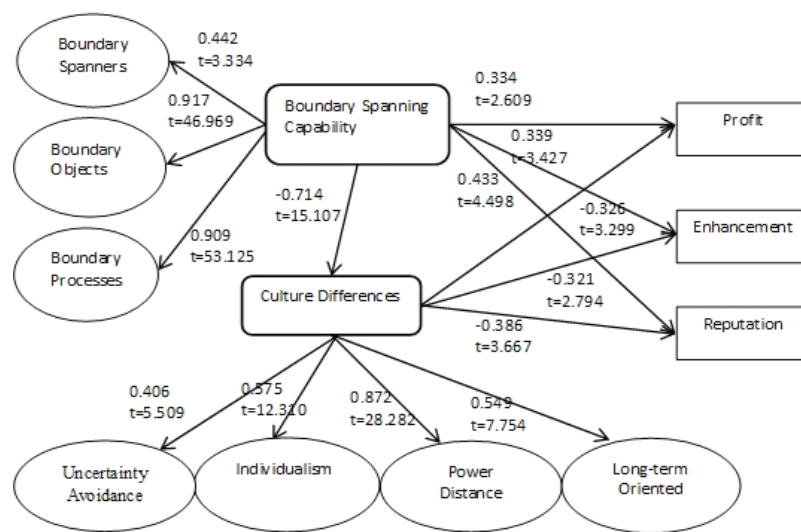 Boundary
Spanners
0.442
t=3.334
0.917
t=46.969
Boundary
Objects
0.909
t=53.125
Boundary
Processes
Boundary Spanning
Capability
-0.714
t=15.107
Culture Differences
0.334
t=2.609
0.339
t=3.427
0.433
t=4.498
-0.326
t=3.299
-0.321
t=2.794
-0.386
t=3.667
Profit
Enhancement
Reputation
0.406
t=5.509
0.575
t=12.310
0.872
t=28.282
0.549
t=7.754
Uncertainty
Avoidance
Individualism
Power
Distance
Long-term
Oriented